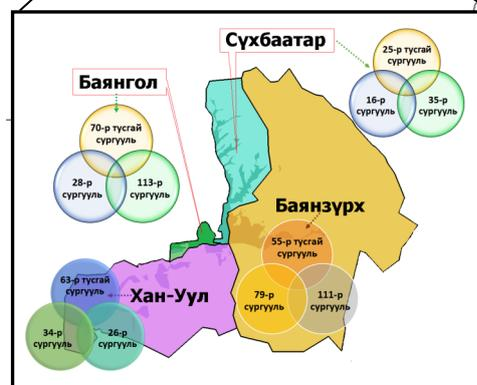 Сүхбаатар
25-р тусгай
сургууль
16-р
сургууль
35-р
сургууль
Баянгол
70-р тусгай
сургууль
28-р
сургууль
113-р
сургууль
Баянзүрх
55-р тусгай
сургууль
79-р
сургууль
111-р
сургууль
Хан-Уул
63-р тусгай
сургууль
34-р
сургууль
26-р
сургууль